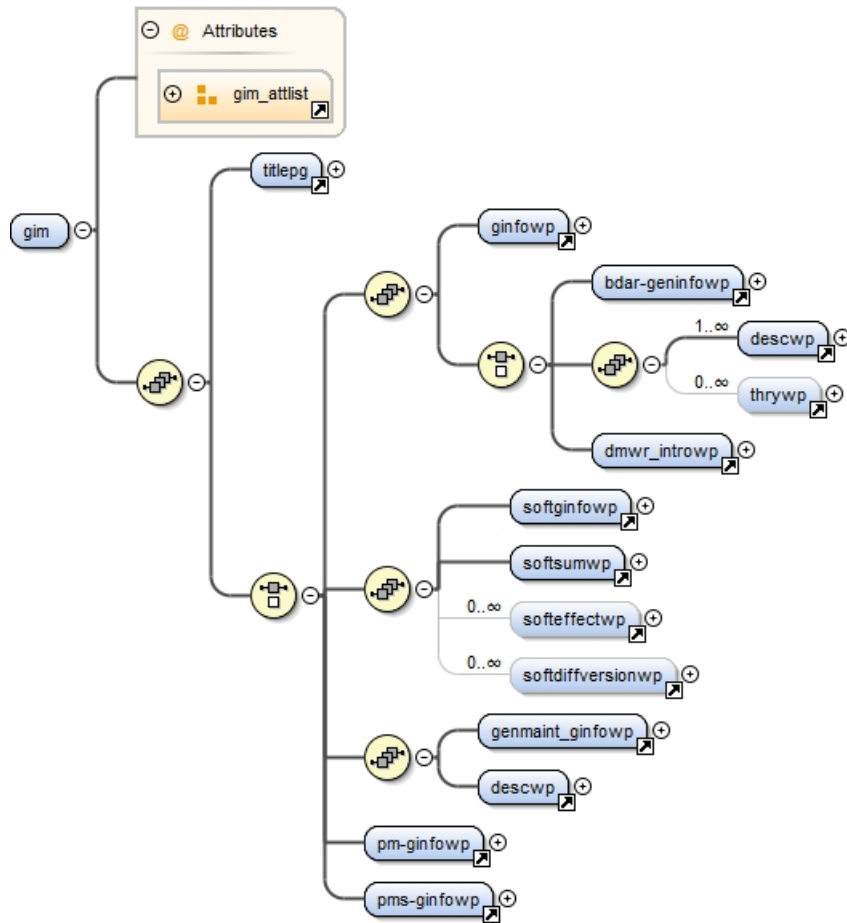 @ Attributes
gim_attlist
titlepg
gim
ginfowp
bdar-geninfowp
1..∞
descwp
0..∞
thrywp
dmwr_introwp
softginfowp
softsumwp
0..∞
softeffectwp
0..∞
softdiffversionwp
genmaint_ginfowp
descwp
pm-ginfowp
pms-ginfowp